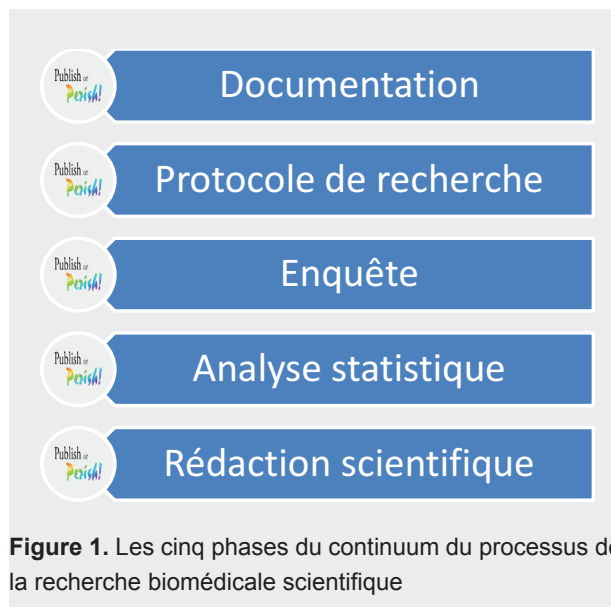 Publish or
Perish!
Documentation
Publish or
Perish!
Protocole de recherche
Publish or
Perish!
Enquête
Publish or
Perish!
Analyse statistique
Publish or
Perish!
Rédaction scientifique
Figure 1. Les cinq phases du continuum du processus de
la recherche biomédicale scientifique